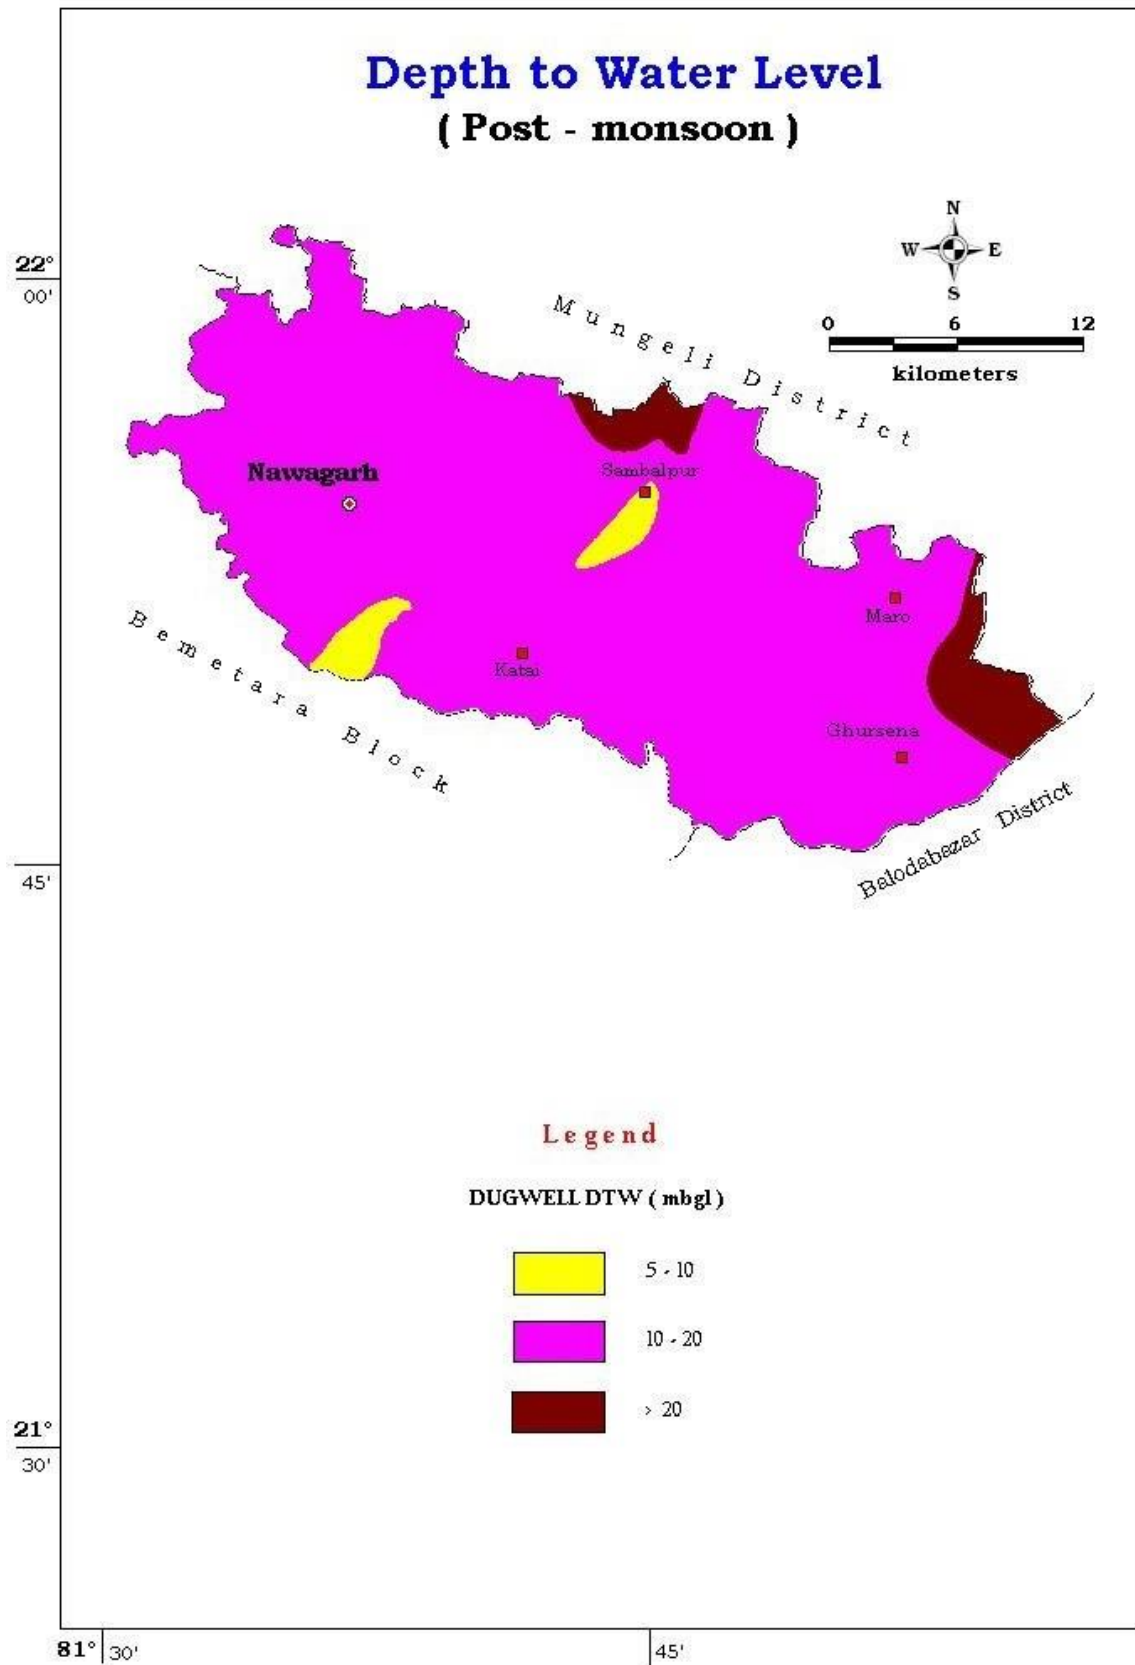 Depth to Water Level
( Post - monsoon )
N
W E
S
22°
00'
0 6 12
kilometers
Mungeli District
Nawagarh
Sambalpur
Maro
Katai
Bemetara Block
Ghursena
Balodabazar District
45'
Legend
DUGWELL DTW ( mbgl )
5 - 10
10 - 20
> 20
21°
30'
81° 30' 45'